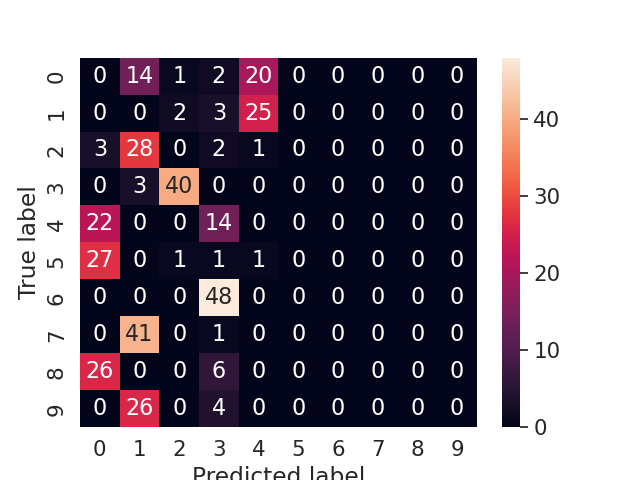 0 0 14 1 2 20 0 0 0 0 0
1 0 0 2 3 25 0 0 0 0 0
2 3 28 0 2 1 0 0 0 0 0
3 0 3 40 0 0 0 0 0 0 0
4 22 0 0 14 0 0 0 0 0 0
5 27 0 1 1 1 0 0 0 0 0
6 0 0 0 48 0 0 0 0 0 0
7 0 41 0 1 0 0 0 0 0 0
8 26 0 0 6 0 0 0 0 0 0
9 0 26 0 4 0 0 0 0 0 0
0 1 2 3 4 5 6 7 8 9
True label
Predicted label
40
30
20
10
0